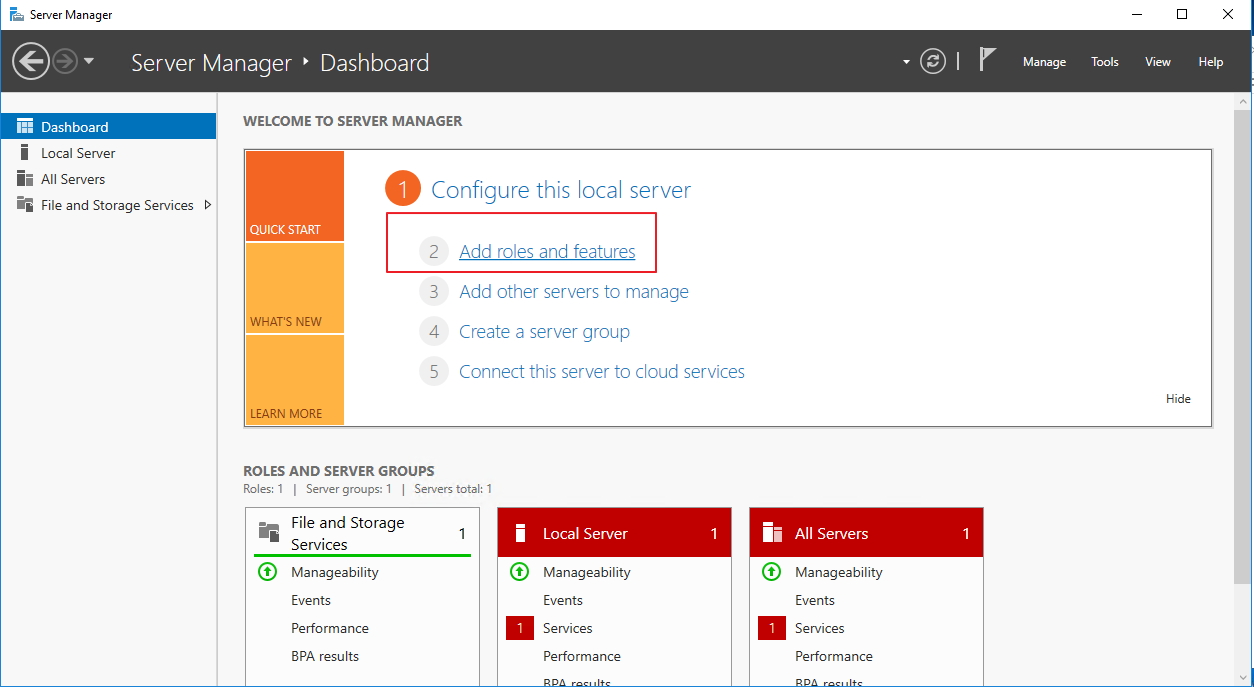 Server Manager
Server Manager ‣ Dashboard
Manage Tools View Help
Dashboard
Local Server
All Servers
File and Storage Services
WELCOME TO SERVER MANAGER
QUICK START
WHAT'S NEW
LEARN MORE
1 Configure this local server
2 Add roles and features
3 Add other servers to manage
4 Create a server group
5 Connect this server to cloud services
Hide
ROLES AND SERVER GROUPS
Roles: 1 | Server groups: 1 | Servers total: 1
File and Storage
Services 1
Manageability
Events
Performance
BPA results
Local Server 1
Manageability
Events
1 Services
Performance
BPA results
All Servers 1
Manageability
Events
1 Services
Performance
BPA results